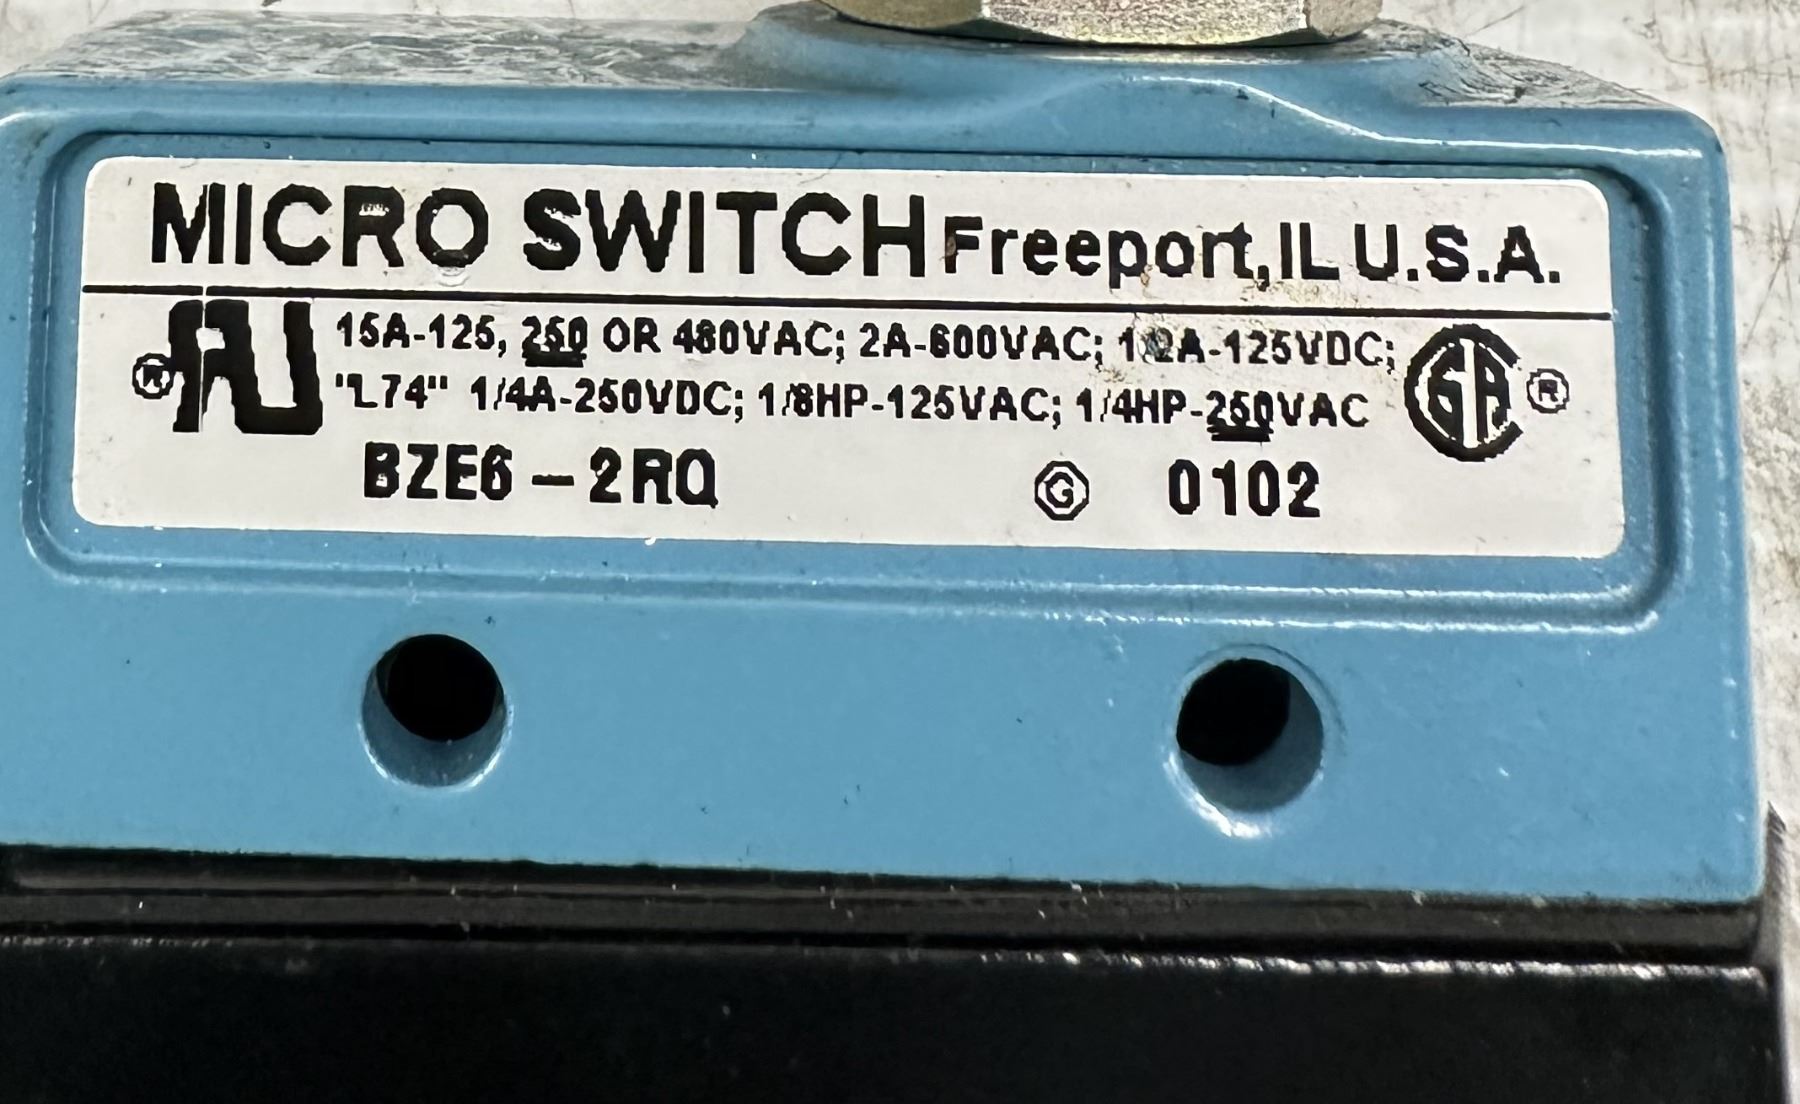 MICRO SWITCH Freeport, IL U.S.A.
15A-125, 250 OR 480VAC; 2A-600VAC; 1/2A-125VDC;
"L74" 1/4A-250VDC; 1/8HP-125VAC; 1/4HP-250VAC
BZE6-2RQ G 0102